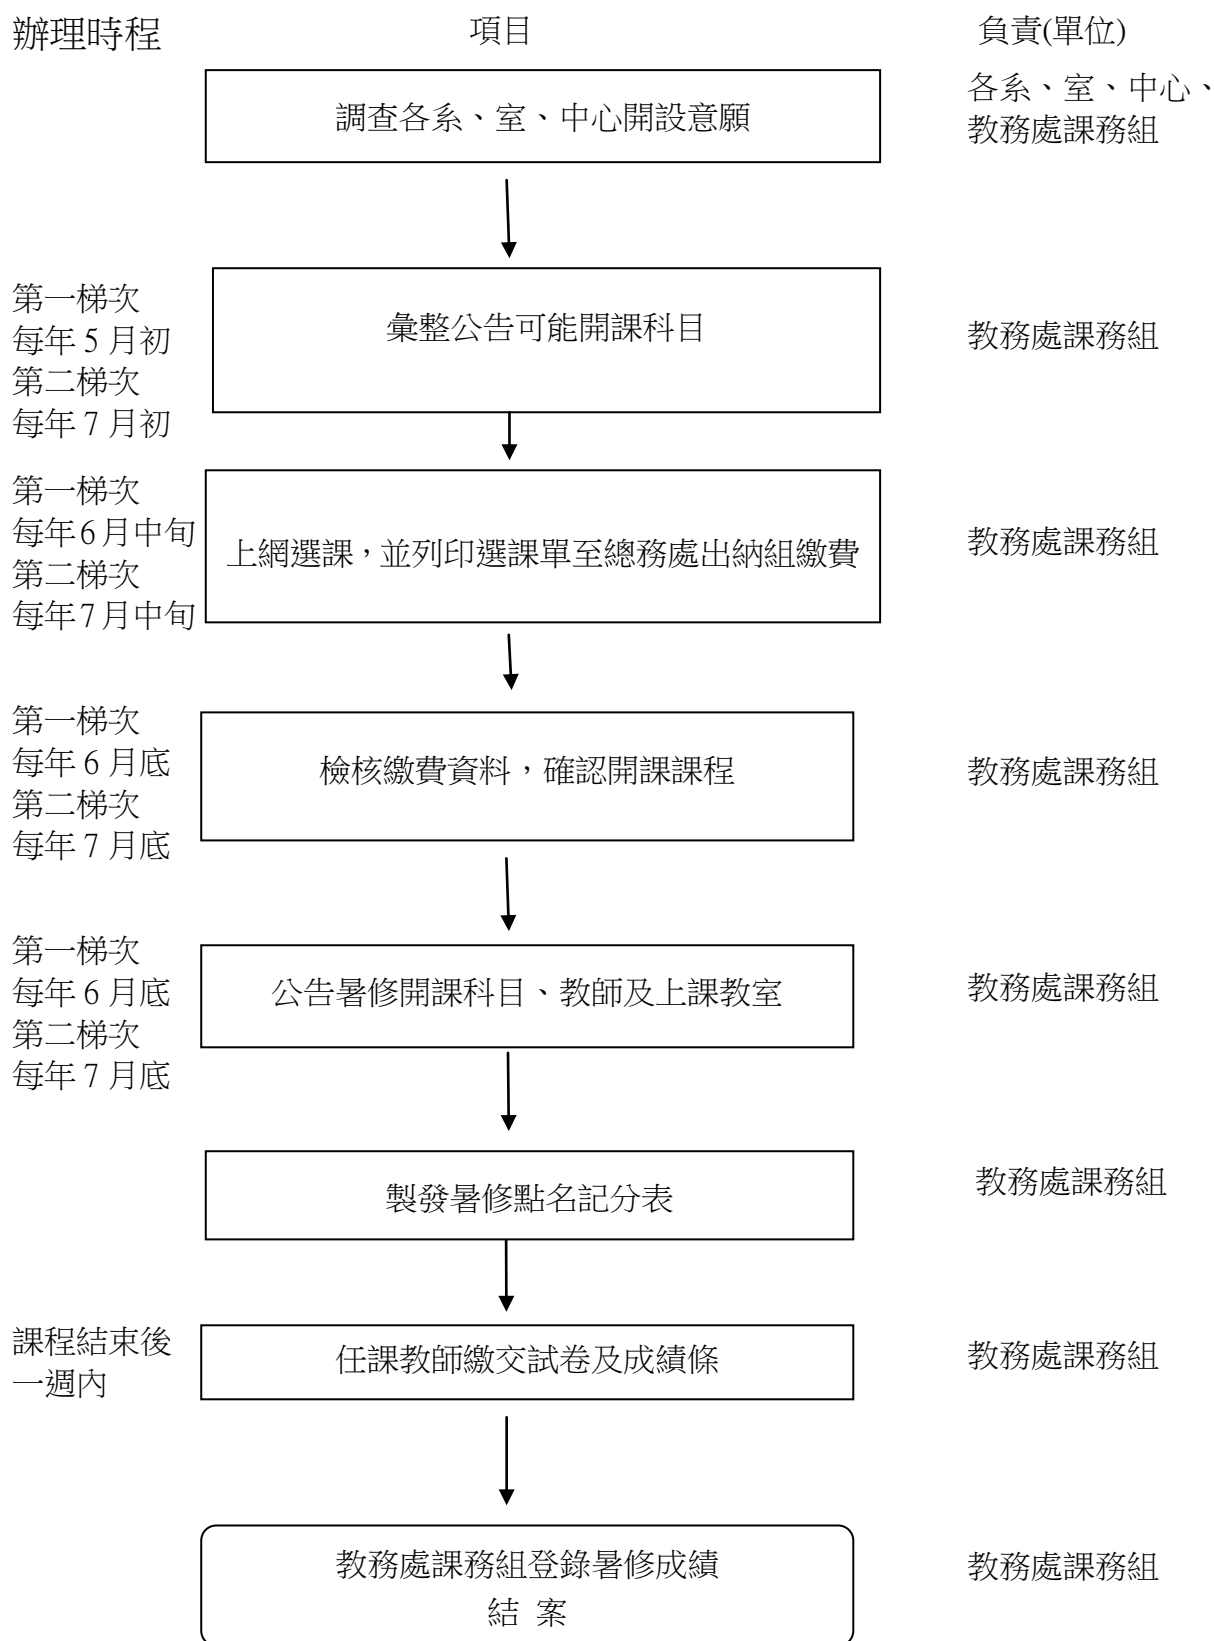 辦理時程
項目
負責(單位)
調查各系、室、中心開設意願
各系、室、中心、
教務處課務組
第一梯次
每年 5 月初
第二梯次
每年 7 月初
彙整公告可能開課科目
教務處課務組
第一梯次
每年 6 月中旬
第二梯次
每年 7 月中旬
上網選課，並列印選課單至總務處出納組繳費
教務處課務組
第一梯次
每年 6 月底
第二梯次
每年 7 月底
檢核繳費資料，確認開課課程
教務處課務組
第一梯次
每年 6 月底
第二梯次
每年 7 月底
公告暑修開課科目、教師及上課教室
教務處課務組
製發暑修點名記分表
教務處課務組
課程結束後
一週內
任課教師繳交試卷及成績條
教務處課務組
教務處課務組登錄暑修成績
結 案
教務處課務組